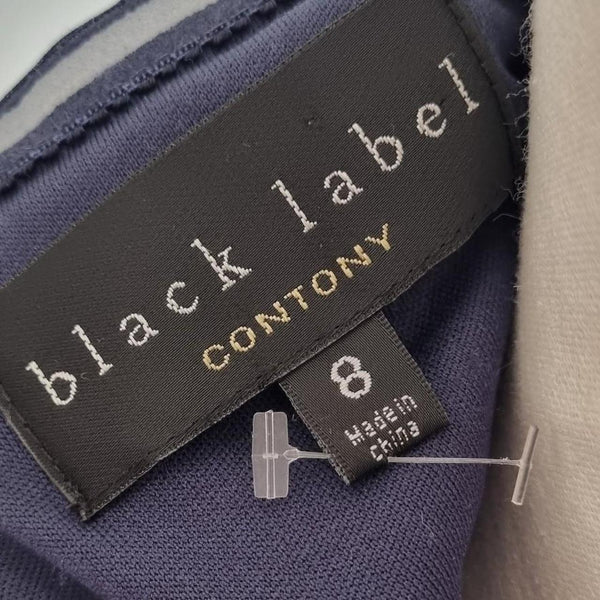 black label
CONTONY
8
Made in
China